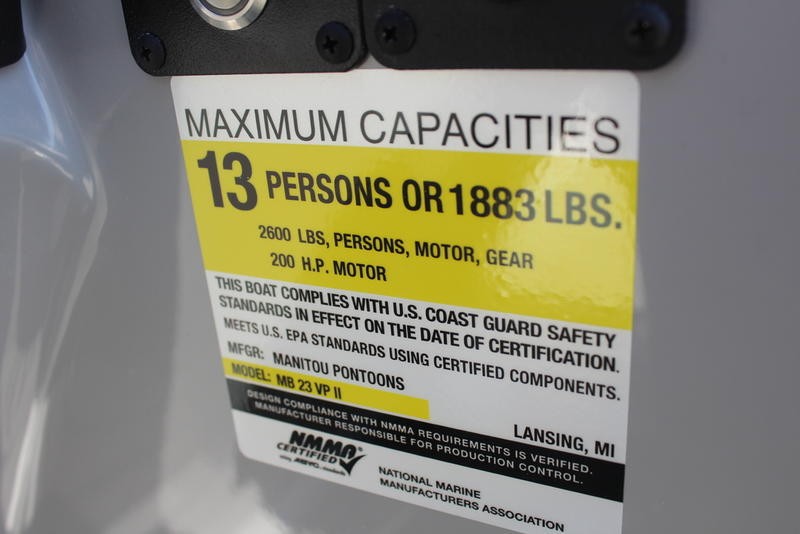 MAXIMUM CAPACITIES
13 PERSONS OR 1883 LBS.
2600 LBS, PERSONS, MOTOR, GEAR
200 H.P. MOTOR
THIS BOAT COMPLIES WITH U.S. COAST GUARD SAFETY
STANDARDS IN EFFECT ON THE DATE OF CERTIFICATION.
MEETS U.S. EPA STANDARDS USING CERTIFIED COMPONENTS.
MFGR: MANITOU PONTOONS
MODEL: MB 23 VP II
LANSING, MI
DESIGN COMPLIANCE WITH NMMA REQUIREMENTS IS VERIFIED.
MANUFACTURER RESPONSIBLE FOR PRODUCTION CONTROL.
NMMA®
CERTIFIED
using ABYC standards
NATIONAL MARINE
MANUFACTURERS ASSOCIATION